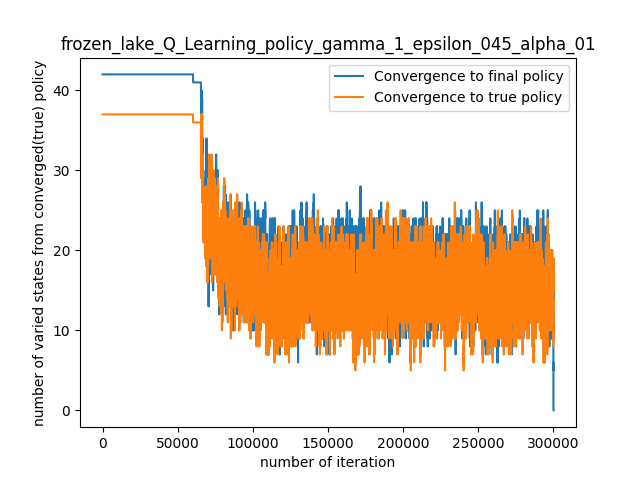 frozen_lake_Q_Learning_policy_gamma_1_epsilon_045_alpha_01
Convergence to final policy
Convergence to true policy
number of varied states from converged(true) policy
40
30
20
10
0
0
50000
100000
150000
200000
250000
300000
number of iteration